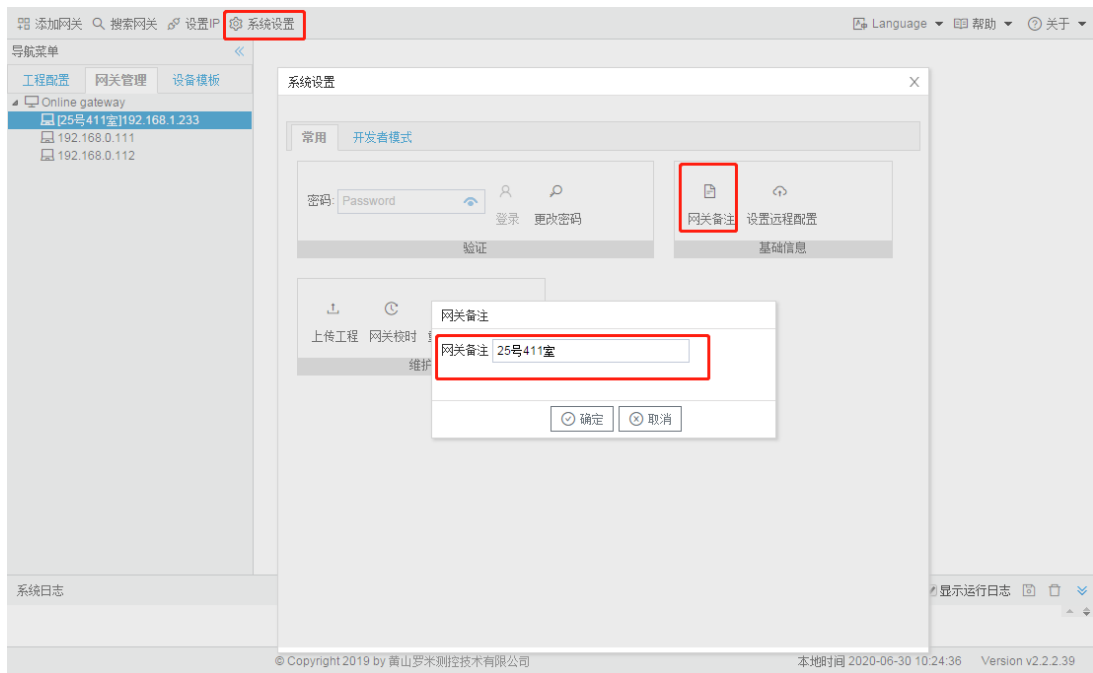 添加网关 搜索网关 设置IP 系统设置 Language 帮助 关于
导航菜单
工程配置 网关管理 设备模板
Online gateway
[25号411室]192.168.1.233
192.168.0.111
192.168.0.112
系统设置
常用 开发者模式
密码: Password
登录 更改密码
验证
网关备注 设置远程配置
基础信息
上传工程 网关校时
维护
网关备注
网关备注 25号411室
确定 取消
系统日志 显示运行日志
© Copyright 2019 by 黄山罗米测控技术有限公司 本地时间 2020-06-30 10:24:36 Version v2.2.2.39